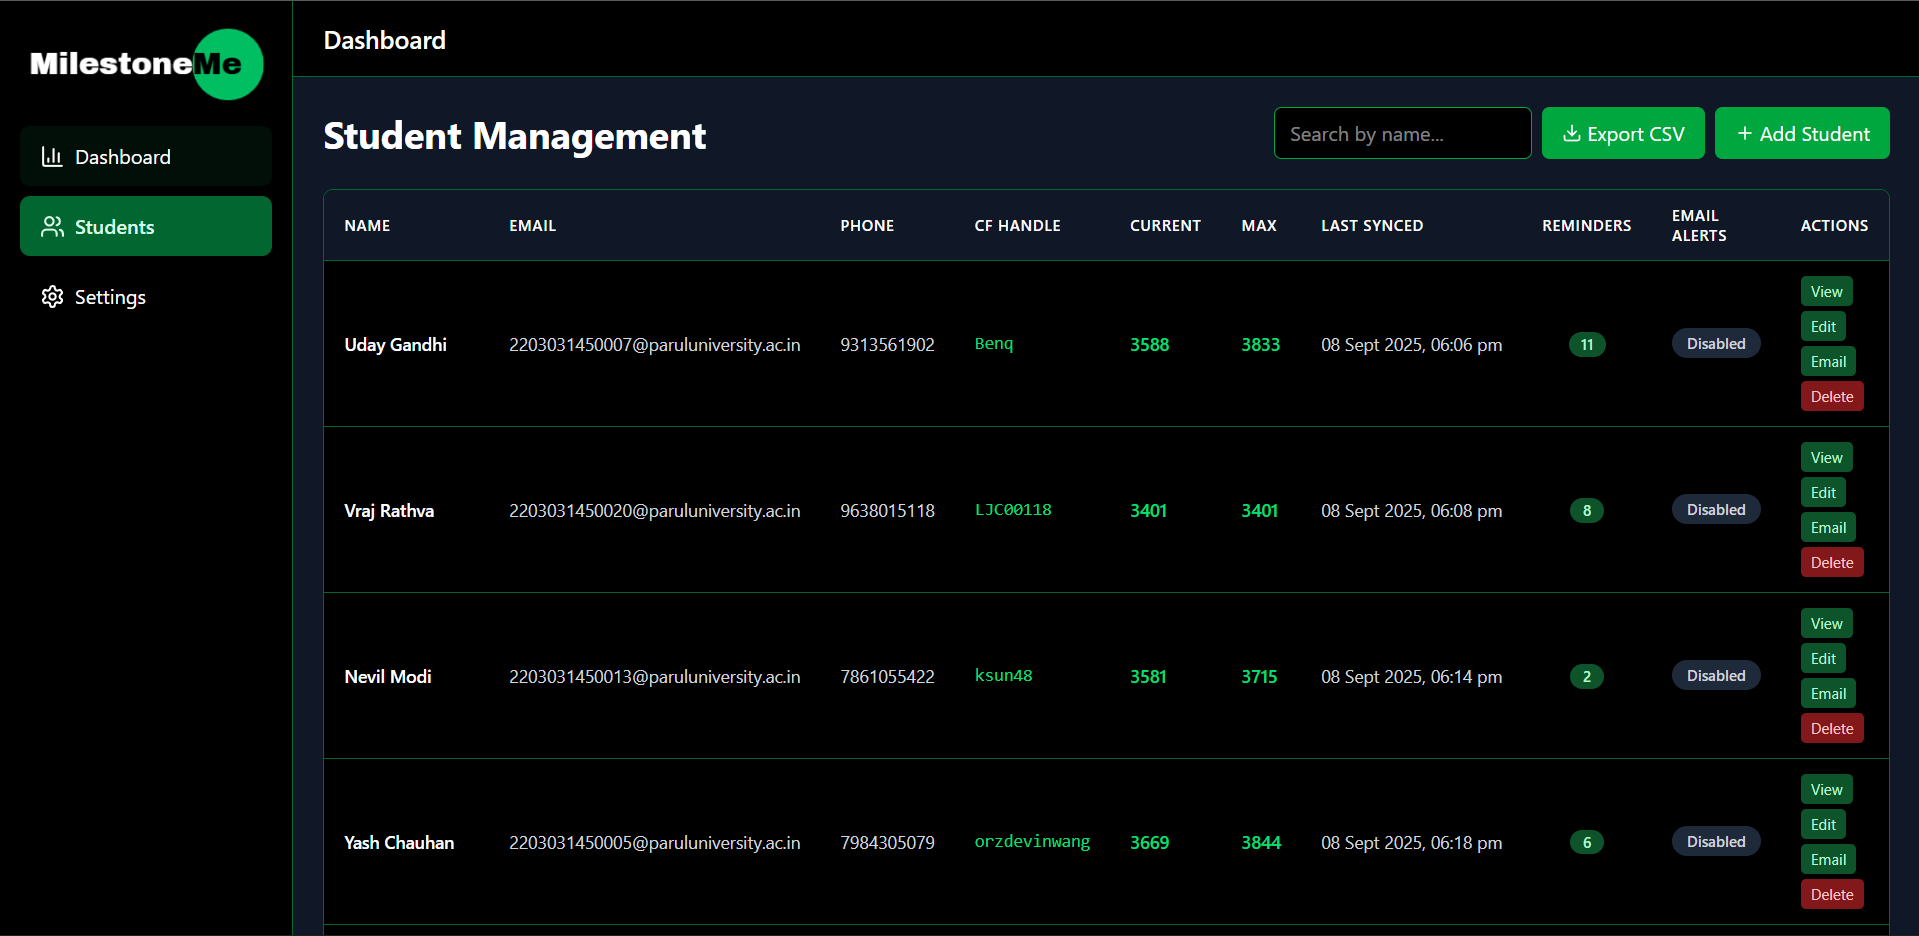 MilestoneMe
Dashboard
Students
Settings
Dashboard
Student Management
Search by name...
Export CSV
+ Add Student
NAME EMAIL PHONE CF HANDLE CURRENT MAX LAST SYNCED REMINDERS EMAIL ALERTS ACTIONS
Uday Gandhi 2203031450007@paruluniversity.ac.in 9313561902 Benq 3588 3833 08 Sept 2025, 06:06 pm 11 Disabled
View
Edit
Email
Delete
Vraj Rathva 2203031450020@paruluniversity.ac.in 9638015118 LJC00118 3401 3401 08 Sept 2025, 06:08 pm 8 Disabled
View
Edit
Email
Delete
Nevil Modi 2203031450013@paruluniversity.ac.in 7861055422 ksun48 3581 3715 08 Sept 2025, 06:14 pm 2 Disabled
View
Edit
Email
Delete
Yash Chauhan 2203031450005@paruluniversity.ac.in 7984305079 orzdevinwang 3669 3844 08 Sept 2025, 06:18 pm 6 Disabled
View
Edit
Email
Delete